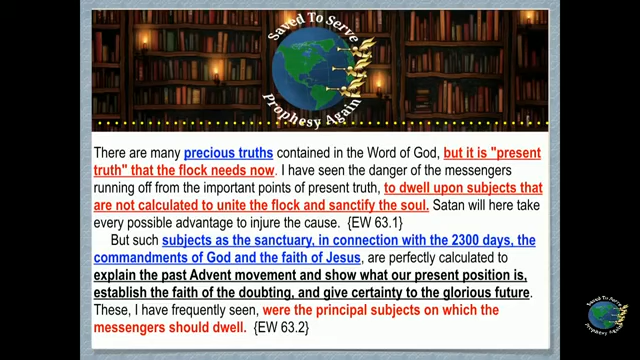 Saved To Serve
Prophesy Again
There are many precious truths contained in the Word of God, but it is "present
truth" that the flock needs now. I have seen the danger of the messengers
running off from the important points of present truth, to dwell upon subjects that
are not calculated to unite the flock and sanctify the soul. Satan will here take
every possible advantage to injure the cause. {EW 63.1}
But such subjects as the sanctuary, in connection with the 2300 days, the
commandments of God and the faith of Jesus, are perfectly calculated to
explain the past Advent movement and show what our present position is,
establish the faith of the doubting, and give certainty to the glorious future.
These, I have frequently seen, were the principal subjects on which the
messengers should dwell. {EW 63.2}
Saved To Serve
Prophesy Again